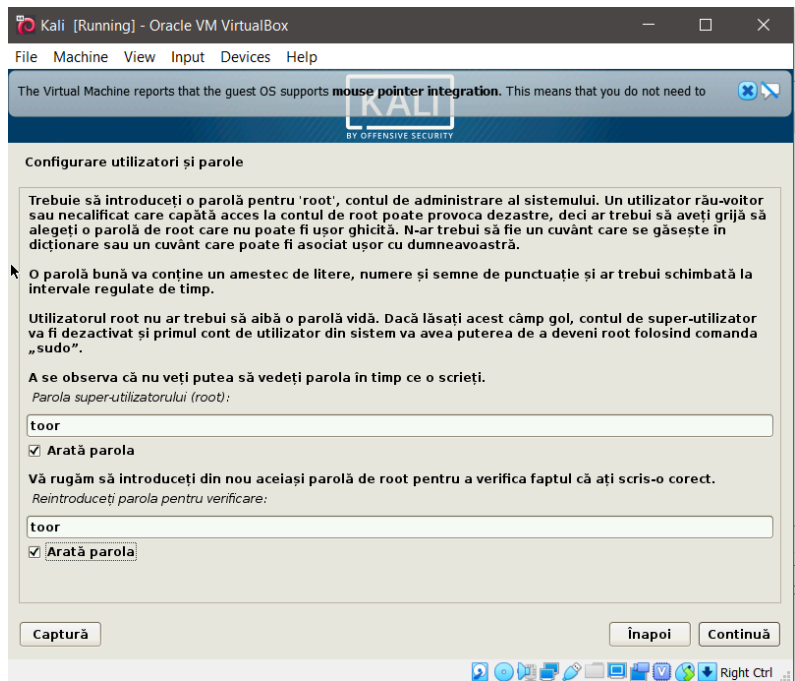 Kali [Running] - Oracle VM VirtualBox
File Machine View Input Devices Help
The Virtual Machine reports that the guest OS supports mouse pointer integration. This means that you do not need to
KALI
BY OFFENSIVE SECURITY
Configurare utilizatori și parole
Trebuie să introduceți o parolă pentru 'root', contul de administrare al sistemului. Un utilizator rău-voitor
sau necalificat care capătă acces la contul de root poate provoca dezastre, deci ar trebui să aveți grijă să
alegeți o parolă de root care nu poate fi ușor ghicită. N-ar trebui să fie un cuvânt care se găsește în
dicționare sau un cuvânt care poate fi asociat ușor cu dumneavoastră.
O parolă bună va conține un amestec de litere, numere și semne de punctuație și ar trebui schimbată la
intervale regulate de timp.
Utilizatorul root nu ar trebui să aibă o parolă vidă. Dacă lăsați acest câmp gol, contul de super-utilizator
va fi dezactivat și primul cont de utilizator din sistem va avea puterea de a deveni root folosind comanda
„sudo”.
A se observa că nu veți putea să vedeți parola în timp ce o scrieți.
Parola super-utilizatorului (root):
toor
Arată parola
Vă rugăm să introduceți din nou aceiași parolă de root pentru a verifica faptul că ați scris-o corect.
Reintroduceți parola pentru verificare:
toor
Arată parola
Captură
Înapoi
Continuă
Right Ctrl